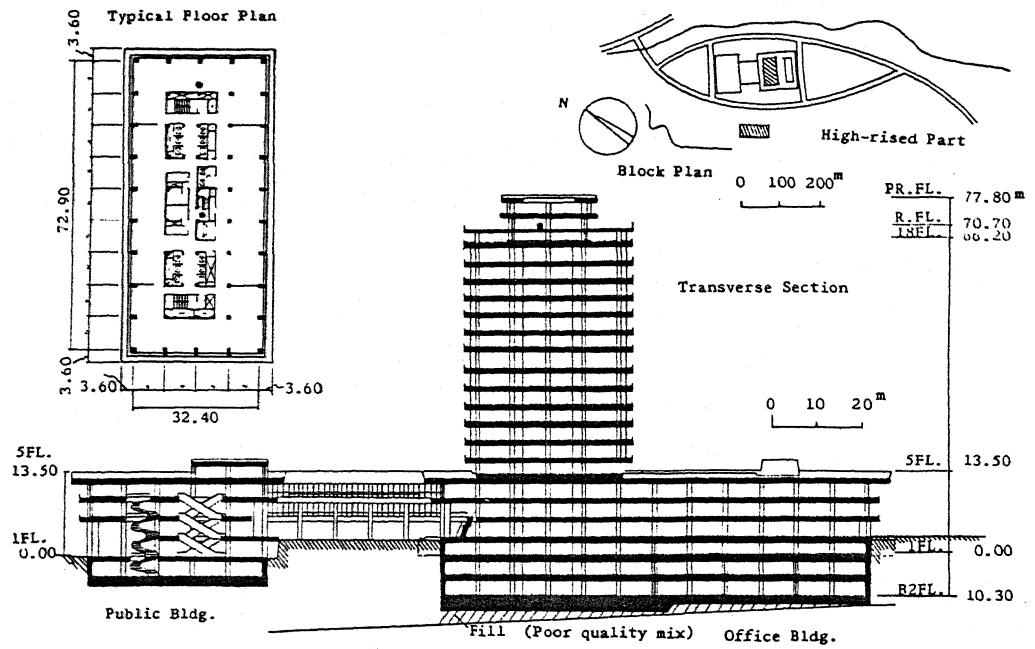 Typical Floor Plan
3.60
72.90
3.60
3.60
3.60
32.40
N
High-rised Part
Block Plan
0 100 200m
PR.FL. 77.80m
R.FL. 70.70
18FL. 66.20
Transverse Section
0 10 20m
5FL.
13.50
5FL. 13.50
1FL.
0.00
1FL. 0.00
B2FL. 10.30
Public Bldg.
Fill (Poor quality mix) Office Bldg.